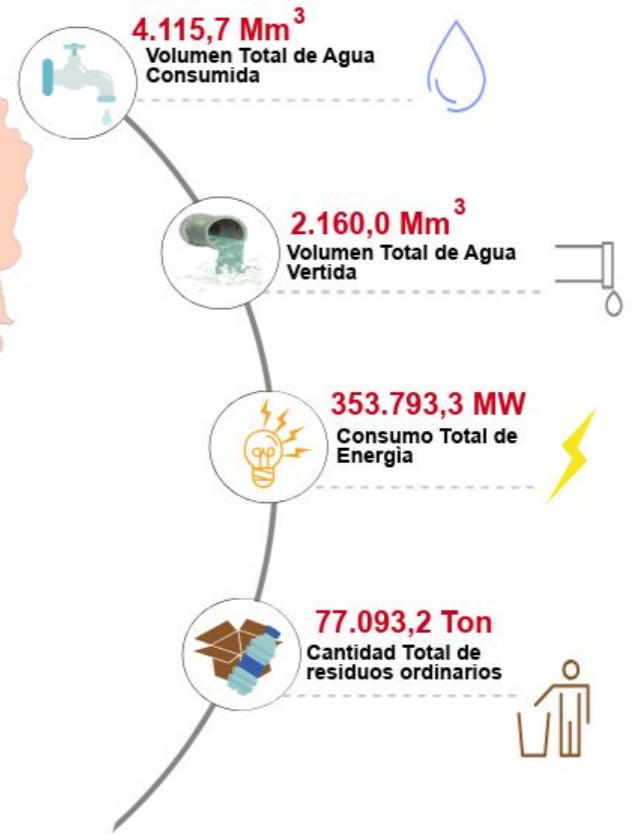 4.115,7 Mm³
Volumen Total de Agua
Consumida
2.160,0 Mm³
Volumen Total de Agua
Vertida
353.793,3 MW
Consumo Total de
Energìa
77.093,2 Ton
Cantidad Total de
residuos ordinarios